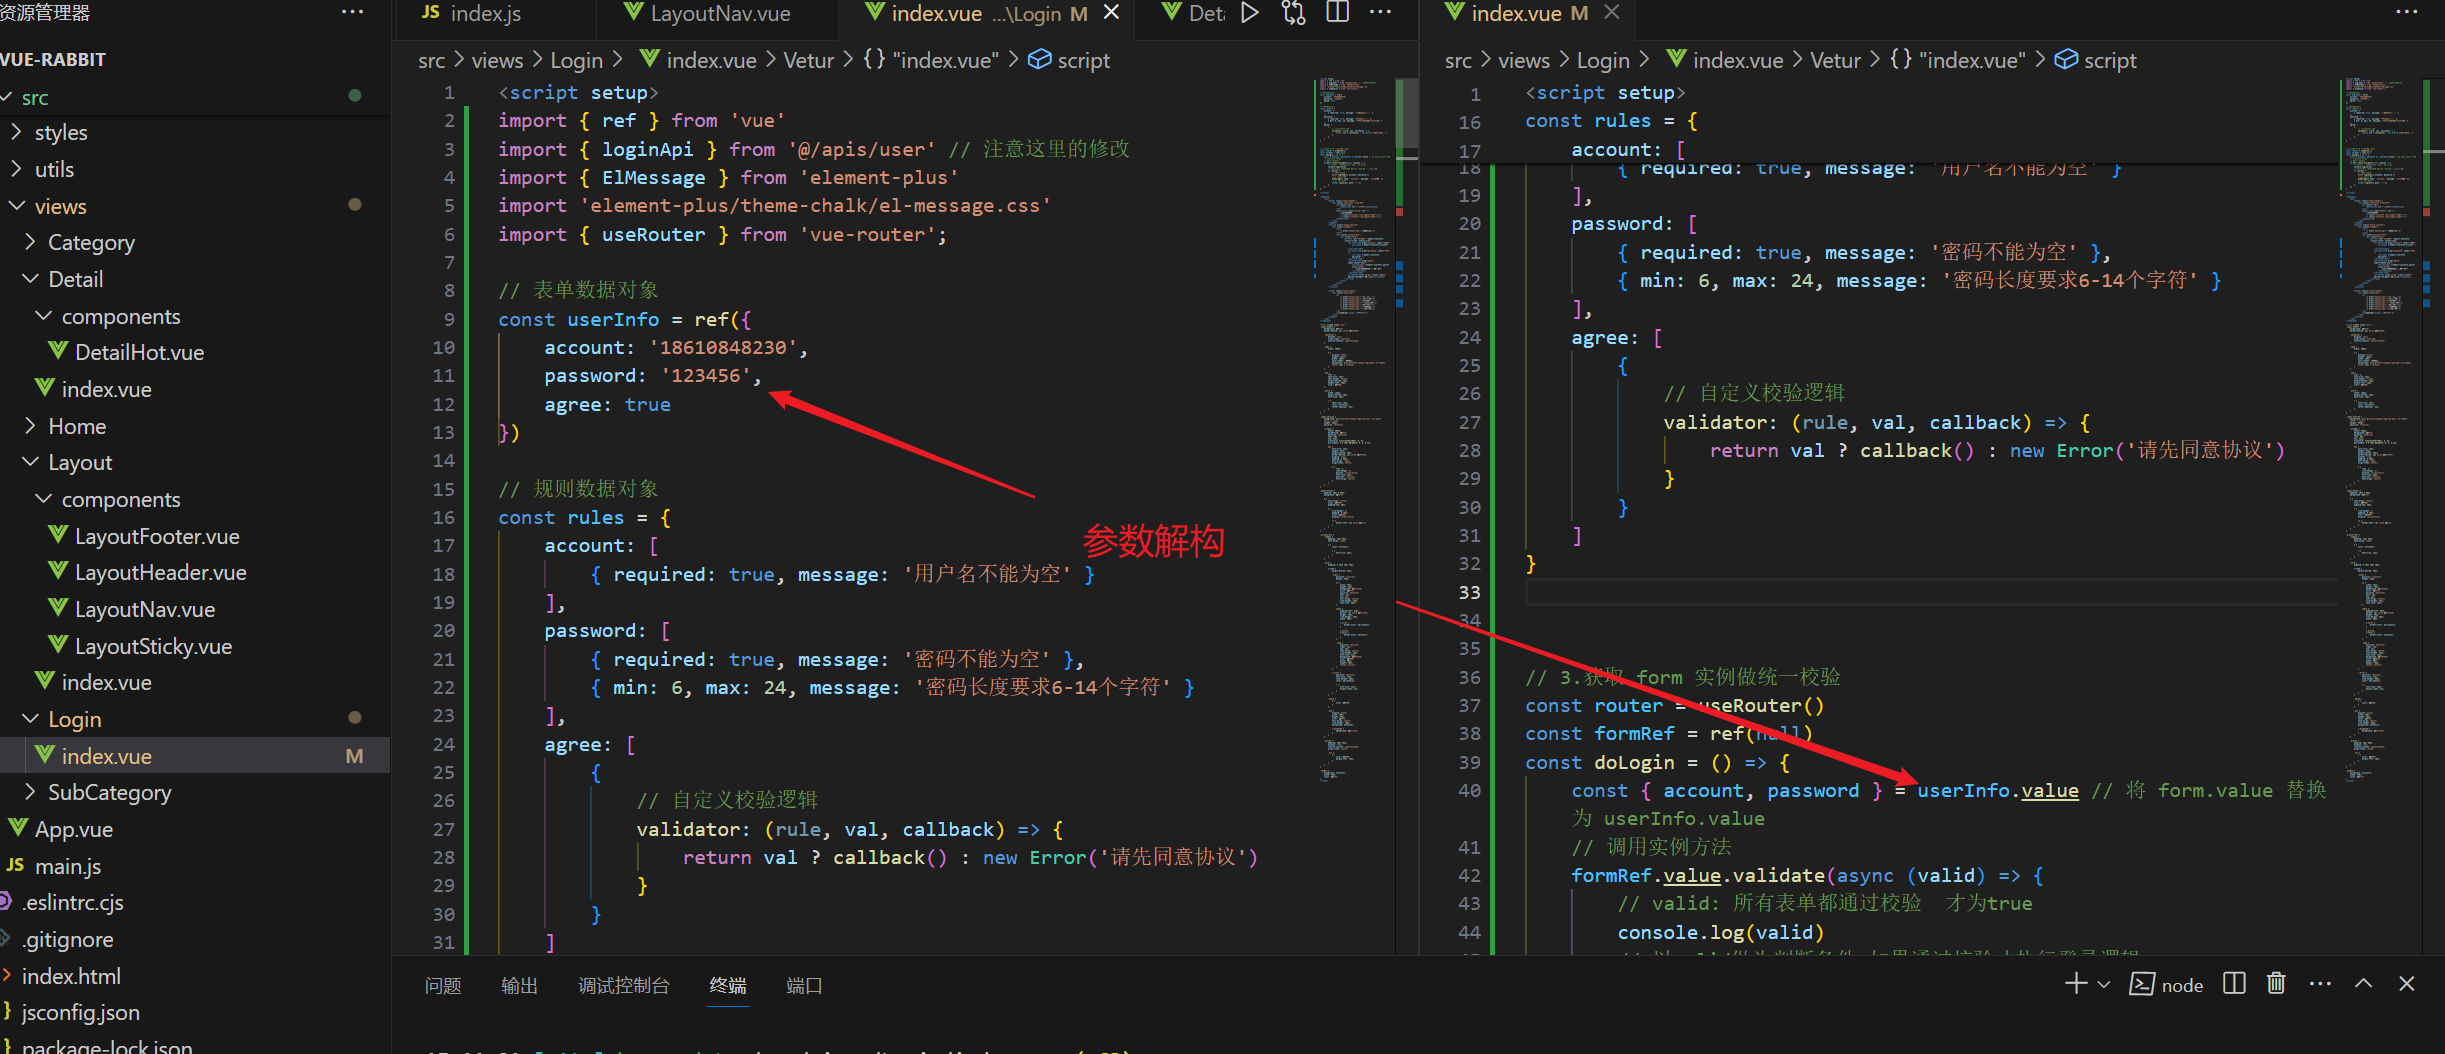 资源管理器
VUE-RABBIT
src
styles
utils
views
Category
Detail
components
DetailHot.vue
index.vue
Home
Layout
components
LayoutFooter.vue
LayoutHeader.vue
LayoutNav.vue
LayoutSticky.vue
index.vue
Login
index.vue M
SubCategory
App.vue
main.js
.eslintrc.cjs
.gitignore
index.html
jsconfig.json
package-lock.json
JS index.js
LayoutNav.vue
index.vue ...\Login M
src > views > Login > index.vue > Vetur > {} "index.vue" > script
1 <script setup>
2 import { ref } from 'vue'
3 import { loginApi } from '@/apis/user' // 注意这里的修改
4 import { ElMessage } from 'element-plus'
5 import 'element-plus/theme-chalk/el-message.css'
6 import { useRouter } from 'vue-router';
7
8 // 表单数据对象
9 const userInfo = ref({
10 account: '18610848230',
11 password: '123456',
12 agree: true
13 })
14
15 // 规则数据对象
16 const rules = {
17 account: [
18 { required: true, message: '用户名不能为空' }
19 ],
20 password: [
21 { required: true, message: '密码不能为空' },
22 { min: 6, max: 24, message: '密码长度要求6-14个字符' }
23 ],
24 agree: [
25 {
26 // 自定义校验逻辑
27 validator: (rule, val, callback) => {
28 return val ? callback() : new Error('请先同意协议')
29 }
30 }
31 ]
参数解构
index.vue M
src > views > Login > index.vue > Vetur > {} "index.vue" > script
1 <script setup>
16 const rules = {
17 account: [
18 { required: true, message: '用户名不能为空' }
19 ],
20 password: [
21 { required: true, message: '密码不能为空' },
22 { min: 6, max: 24, message: '密码长度要求6-14个字符' }
23 ],
24 agree: [
25 {
26 // 自定义校验逻辑
27 validator: (rule, val, callback) => {
28 return val ? callback() : new Error('请先同意协议')
29 }
30 }
31 ]
32 }
33
34
35
36 // 3.获取 form 实例做统一校验
37 const router = useRouter()
38 const formRef = ref(null)
39 const doLogin = () => {
40 const { account, password } = userInfo.value // 将 form.value 替换
为 userInfo.value
41 // 调用实例方法
42 formRef.value.validate(async (valid) => {
43 // valid: 所有表单都通过校验 才为true
44 console.log(valid)
问题 输出 调试控制台 终端 端口
node